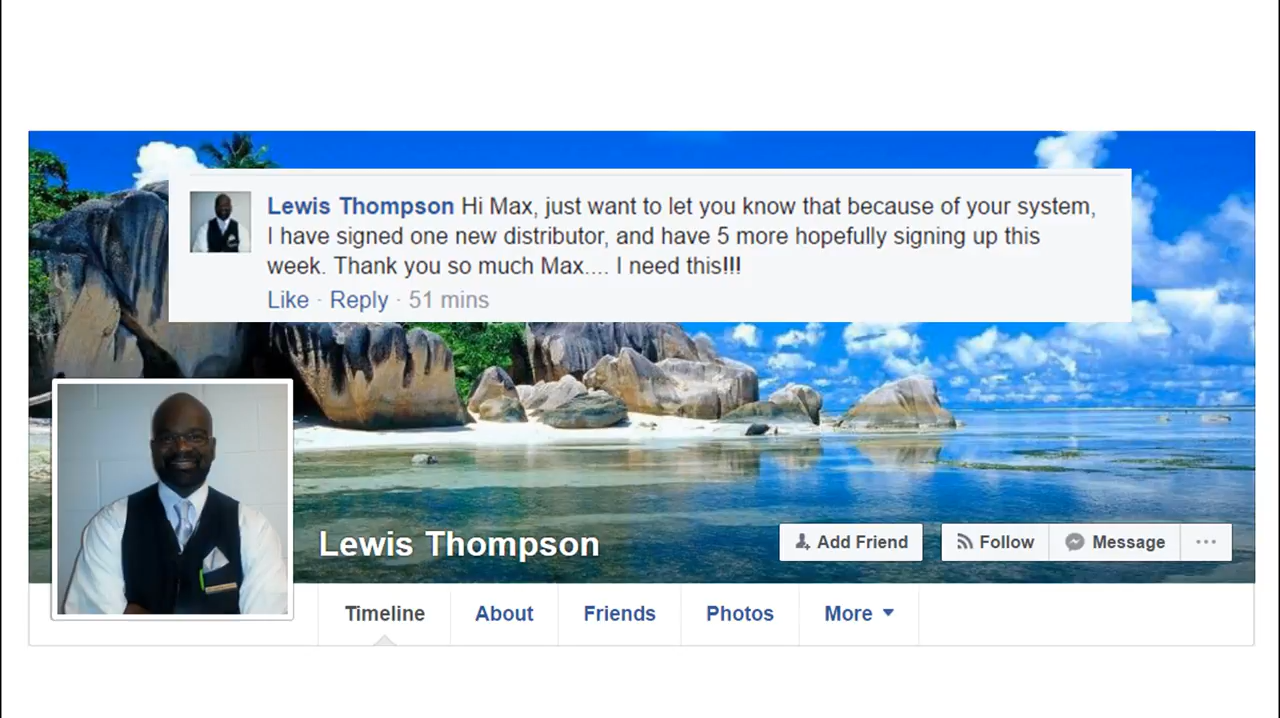 Lewis Thompson Hi Max, just want to let you know that because of your system,
I have signed one new distributor, and have 5 more hopefully signing up this
week. Thank you so much Max.... I need this!!!
Like · Reply · 51 mins
Lewis Thompson
Add Friend
Follow
Message
...
Timeline
About
Friends
Photos
More